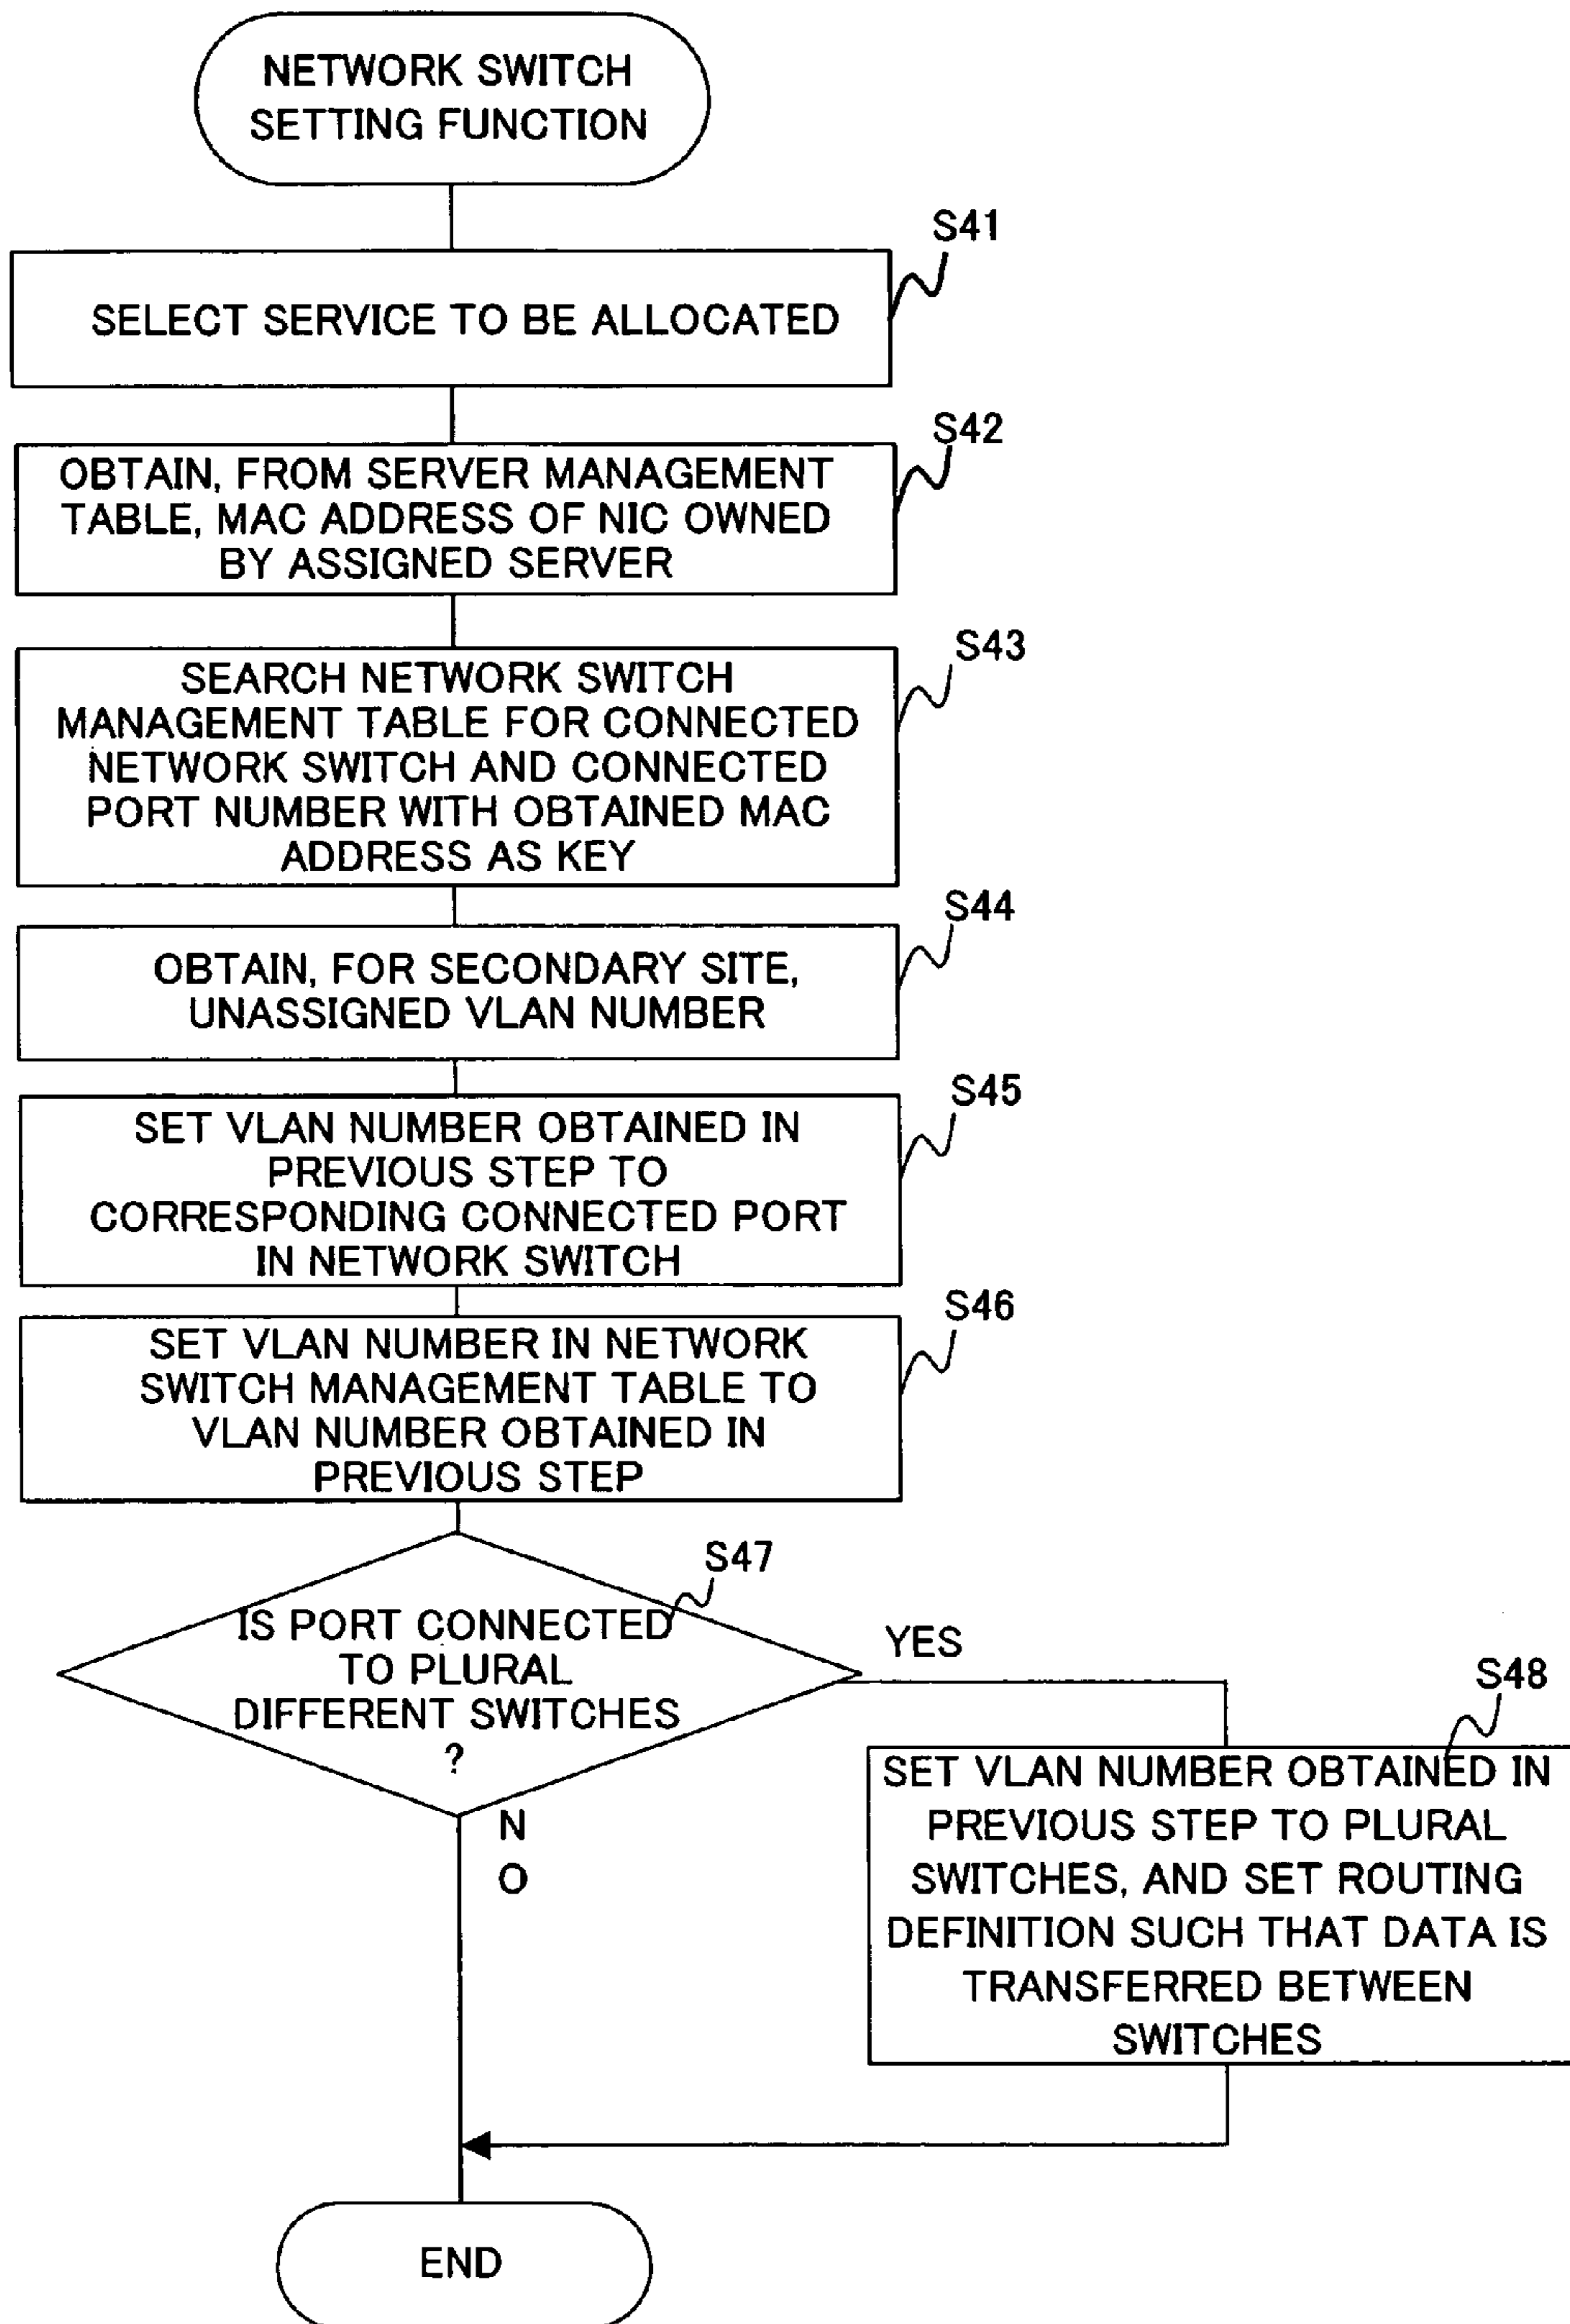 NETWORK SWITCH
SETTING FUNCTION
S41
SELECT SERVICE TO BE ALLOCATED
S42
OBTAIN, FROM SERVER MANAGEMENT
TABLE, MAC ADDRESS OF NIC OWNED
BY ASSIGNED SERVER
S43
SEARCH NETWORK SWITCH
MANAGEMENT TABLE FOR CONNECTED
NETWORK SWITCH AND CONNECTED
PORT NUMBER WITH OBTAINED MAC
ADDRESS AS KEY
S44
OBTAIN, FOR SECONDARY SITE,
UNASSIGNED VLAN NUMBER
S45
SET VLAN NUMBER OBTAINED IN
PREVIOUS STEP TO
CORRESPONDING CONNECTED PORT
IN NETWORK SWITCH
S46
SET VLAN NUMBER IN NETWORK
SWITCH MANAGEMENT TABLE TO
VLAN NUMBER OBTAINED IN
PREVIOUS STEP
S47
IS PORT CONNECTED
TO PLURAL
DIFFERENT SWITCHES
?
YES
N
O
S48
SET VLAN NUMBER OBTAINED IN
PREVIOUS STEP TO PLURAL
SWITCHES, AND SET ROUTING
DEFINITION SUCH THAT DATA IS
TRANSFERRED BETWEEN
SWITCHES
END